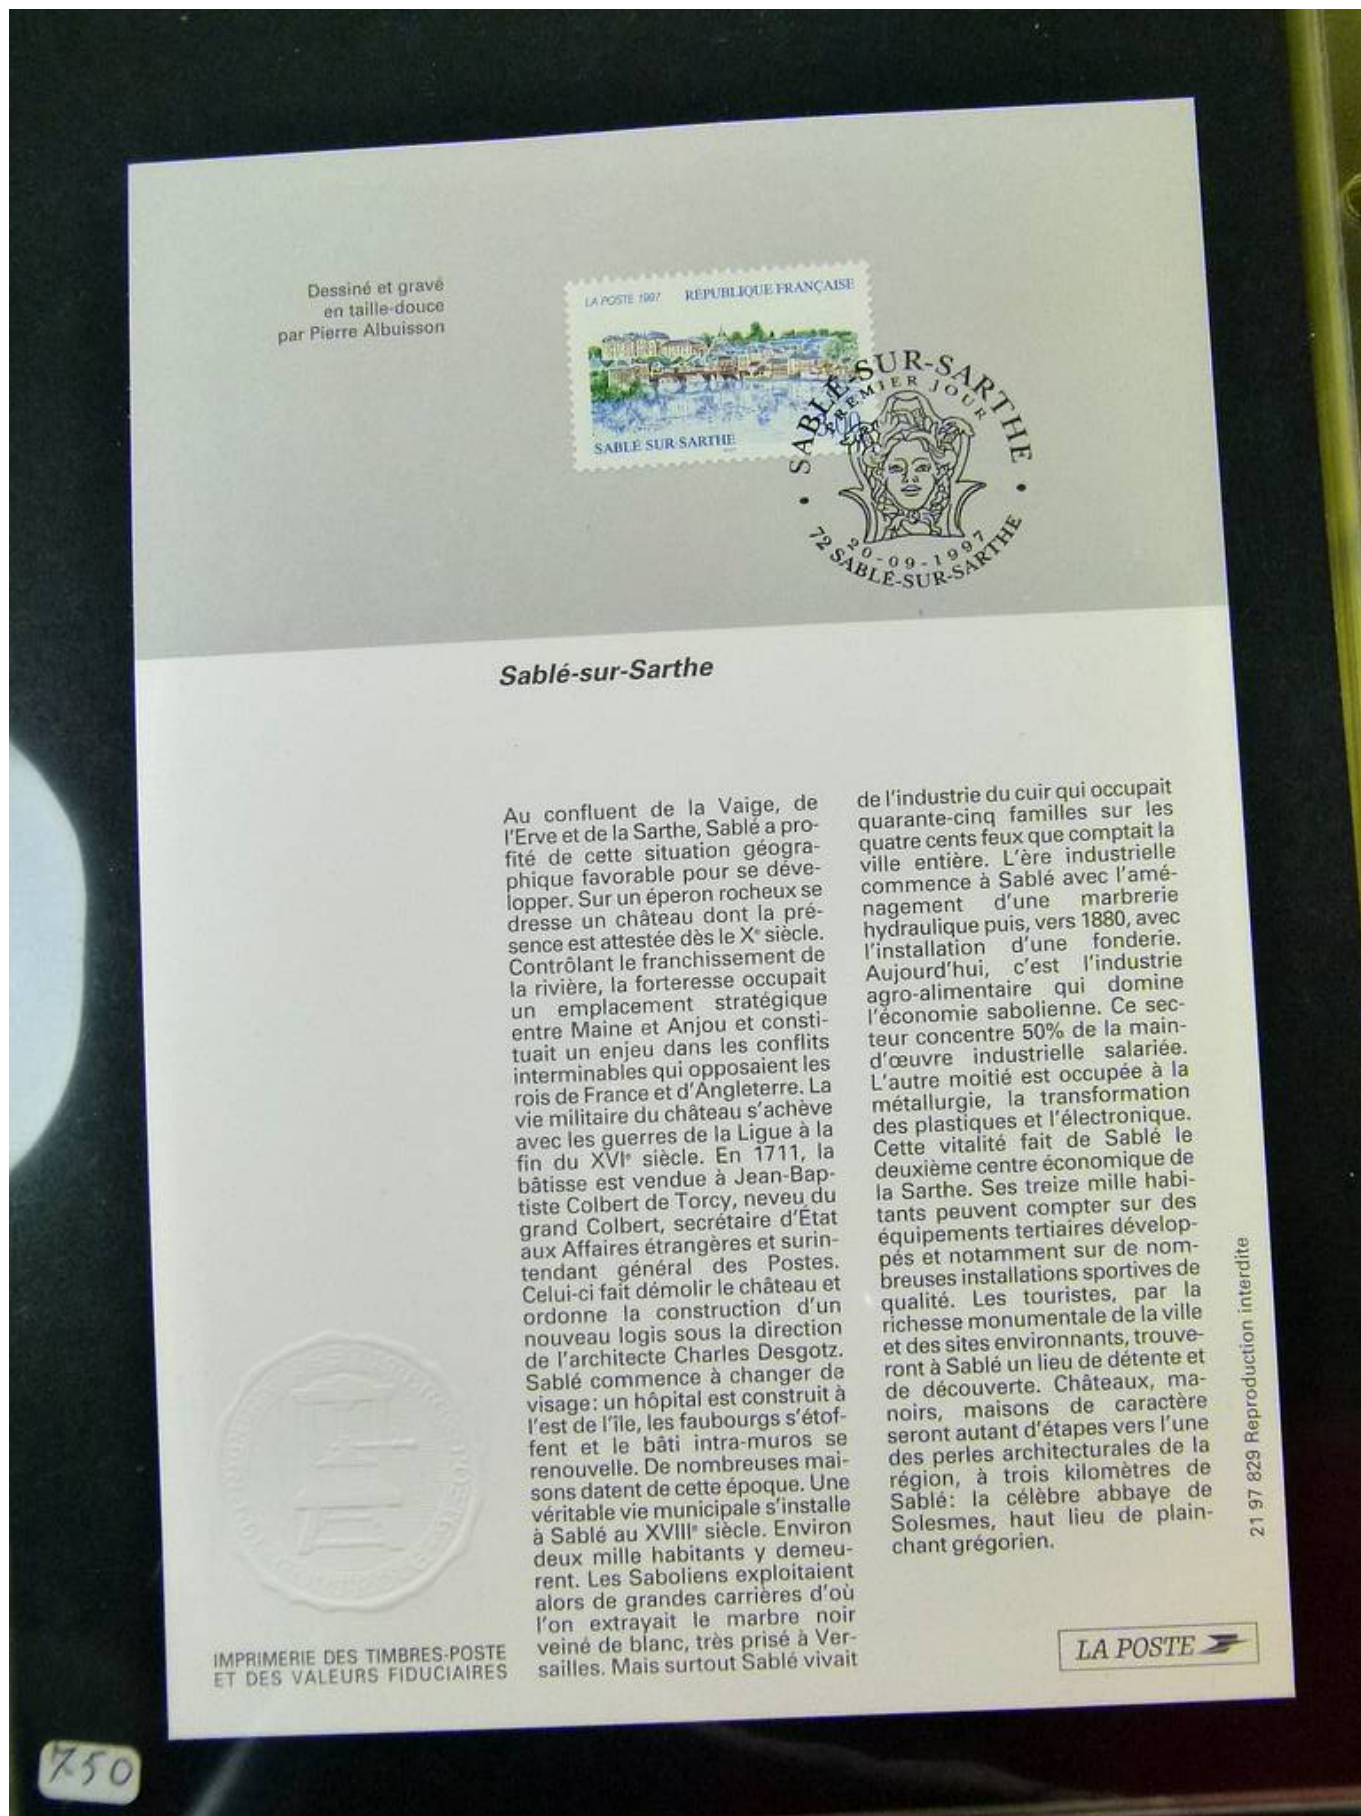 Dessiné et gravé
en taille-douce
par Pierre Albuisson
LA POSTE 1997 RÉPUBLIQUE FRANÇAISE
3,00
SABLÉ SUR SARTHE
SABLÉ-SUR-SARTHE
PREMIER JOUR
20-09-1997
72 SABLÉ-SUR-SARTHE
Sablé-sur-Sarthe
Au confluent de la Vaige, de
l'Erve et de la Sarthe, Sablé a pro-
fité de cette situation géogra-
phique favorable pour se déve-
lopper. Sur un éperon rocheux se
dresse un château dont la pré-
sence est attestée dès le Xe siècle.
Contrôlant le franchissement de
la rivière, la forteresse occupait
un emplacement stratégique
entre Maine et Anjou et consti-
tuait un enjeu dans les conflits
interminables qui opposaient les
rois de France et d'Angleterre. La
vie militaire du château s'achève
avec les guerres de la Ligue à la
fin du XVIe siècle. En 1711, la
bâtisse est vendue à Jean-Bap-
tiste Colbert de Torcy, neveu du
grand Colbert, secrétaire d'État
aux Affaires étrangères et surin-
tendant général des Postes.
Celui-ci fait démolir le château et
ordonne la construction d'un
nouveau logis sous la direction
de l'architecte Charles Desgotz.
Sablé commence à changer de
visage: un hôpital est construit à
l'est de l'île, les faubourgs s'étof-
fent et le bâti intra-muros se
renouvelle. De nombreuses mai-
sons datent de cette époque. Une
véritable vie municipale s'installe
à Sablé au XVIIIe siècle. Environ
deux mille habitants y demeu-
rent. Les Saboliens exploitaient
alors de grandes carrières d'où
l'on extrayait le marbre noir
veiné de blanc, très prisé à Ver-
sailles. Mais surtout Sablé vivait
de l'industrie du cuir qui occupait
quarante-cinq familles sur les
quatre cents feux que comptait la
ville entière. L'ère industrielle
commence à Sablé avec l'amé-
nagement d'une marbrerie
hydraulique puis, vers 1880, avec
l'installation d'une fonderie.
Aujourd'hui, c'est l'industrie
agro-alimentaire qui domine
l'économie sabolienne. Ce sec-
teur concentre 50% de la main-
d'œuvre industrielle salariée.
L'autre moitié est occupée à la
métallurgie, la transformation
des plastiques et l'électronique.
Cette vitalité fait de Sablé le
deuxième centre économique de
la Sarthe. Ses treize mille habi-
tants peuvent compter sur des
équipements tertiaires dévelop-
pés et notamment sur de nom-
breuses installations sportives de
qualité. Les touristes, par la
richesse monumentale de la ville
et des sites environnants, trouve-
ront à Sablé un lieu de détente et
de découverte. Châteaux, ma-
noirs, maisons de caractère
seront autant d'étapes vers l'une
des perles architecturales de la
région, à trois kilomètres de
Sablé: la célèbre abbaye de
Solesmes, haut lieu de plain-
chant grégorien.
21 97 829 Reproduction interdite
IMPRIMERIE DES TIMBRES-POSTE
ET DES VALEURS FIDUCIAIRES
LA POSTE
7.50